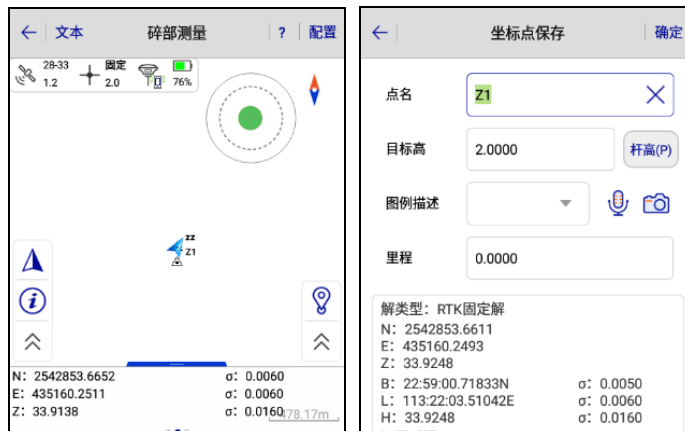 文本
碎部测量
?
配置
28-33
1.2
固定
2.0
76%
zz
Z1
N: 2542853.6652 σ: 0.0060
E: 435160.2511 σ: 0.0060
Z: 33.9138 σ: 0.0160
478.17m
坐标点保存
确定
点名 Z1
目标高 2.0000 杆高(P)
图例描述
里程 0.0000
解类型: RTK固定解
N: 2542853.6611
E: 435160.2493
Z: 33.9248
B: 22:59:00.71833N σ: 0.0050
L: 113:22:03.51042E σ: 0.0060
H: 33.9248 σ: 0.0160